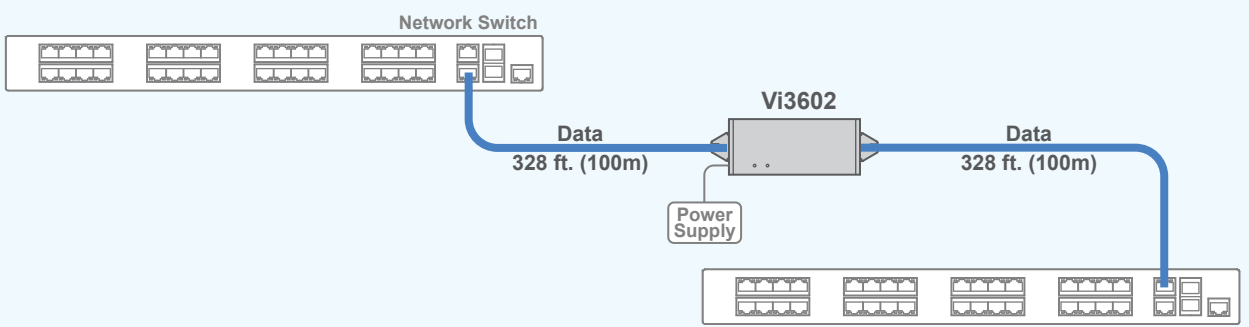 Network Switch
Vi3602
Data
328 ft. (100m)
Data
328 ft. (100m)
Power
Supply